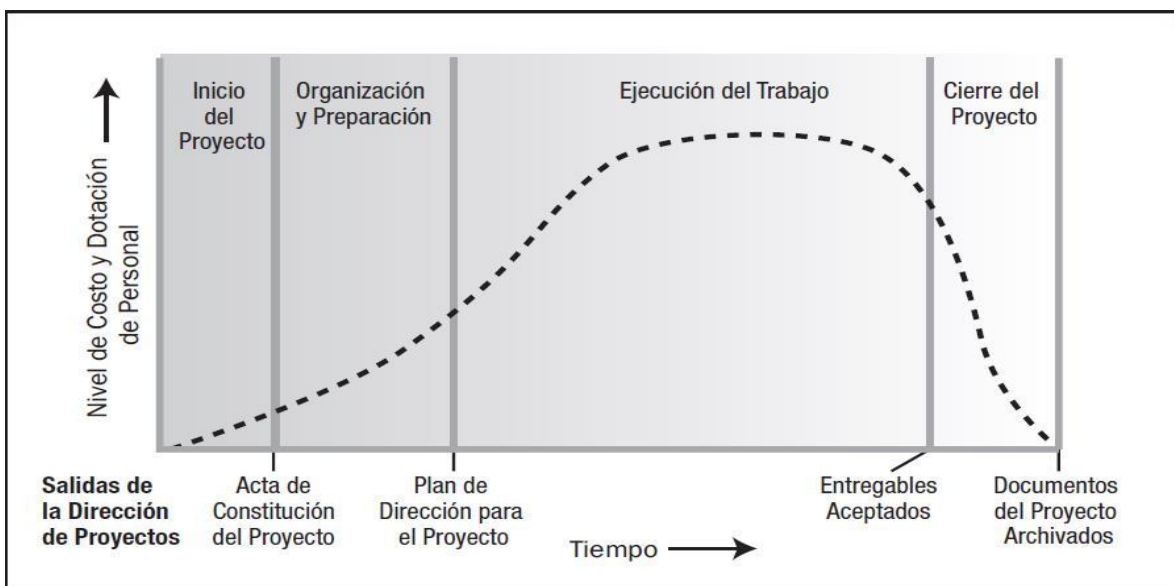 Inicio
del
Proyecto
Organización
y Preparación
Ejecución del Trabajo
Cierre del
Proyecto
Nivel de Costo y Dotación
de Personal
Salidas de
la Dirección
de Proyectos
Acta de
Constitución
del Proyecto
Plan de
Dirección para
el Proyecto
Tiempo
Entregables
Aceptados
Documentos
del Proyecto
Archivados